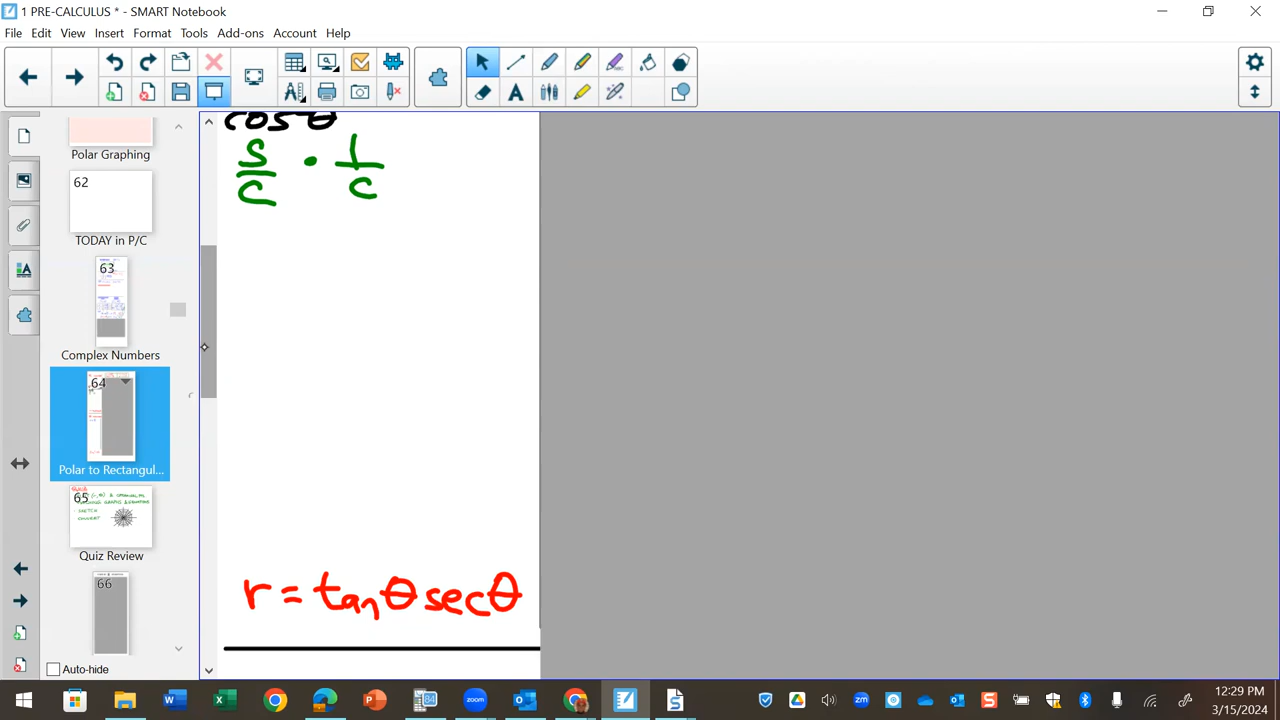 1 PRE-CALCULUS * - SMART Notebook
File Edit View Insert Format Tools Add-ons Account Help
Polar Graphing
62
TODAY in P/C
63
Complex Numbers
64
Polar to Rectangul...
65
Quiz Review
66
Auto-hide
cos θ
s/c · 1/c
r = tanθ secθ
12:29 PM
3/15/2024